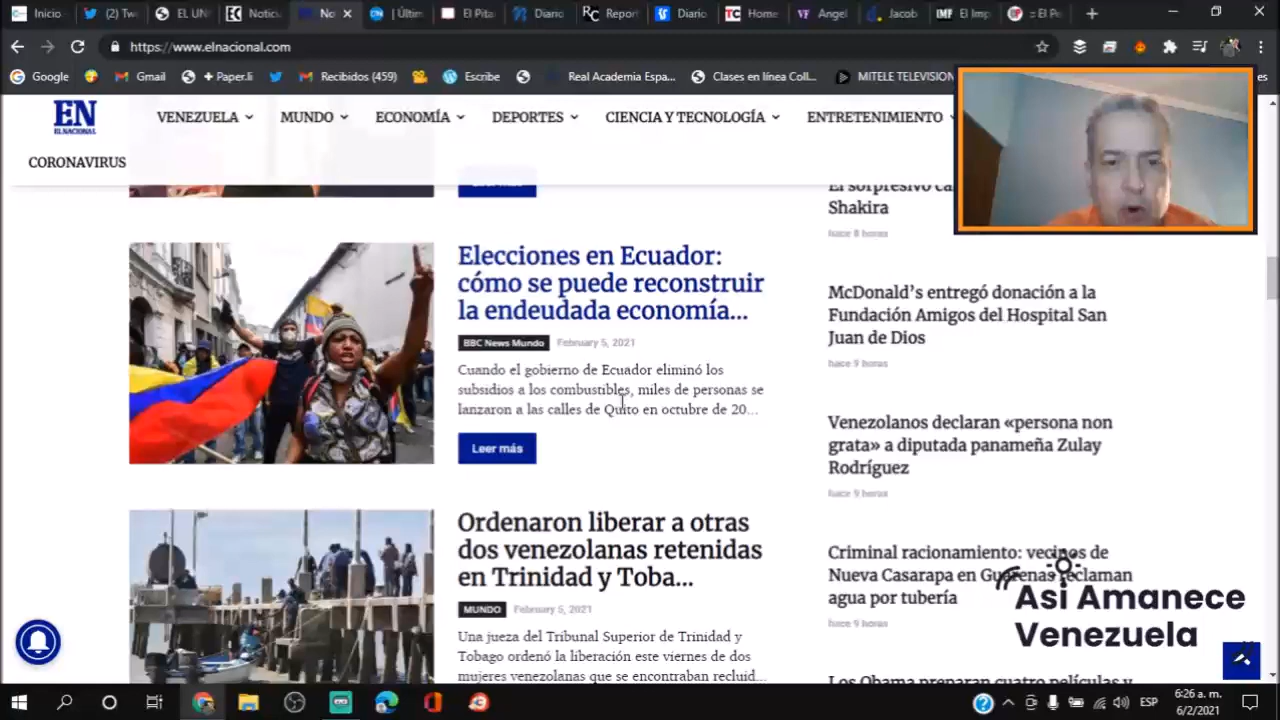 Inicio
(2) Tw
EL UN
Notic
No
(Últim
El Pita
Diario
Report
Diario
Home
Angel
Jacob
El Imp
El Pe
https://www.elnacional.com
Google
Gmail
+ Paper.li
Recibidos (459)
Escribe
Real Academia Espa...
Clases en línea Coll...
MITELE TELEVISION
es
EN
EL NACIONAL
VENEZUELA
MUNDO
ECONOMÍA
DEPORTES
CIENCIA Y TECNOLOGÍA
ENTRETENIMIENTO
CORONAVIRUS
Elecciones en Ecuador:
cómo se puede reconstruir
la endeudada economía...
BBC News Mundo February 5, 2021
Cuando el gobierno de Ecuador eliminó los
subsidios a los combustibles, miles de personas se
lanzaron a las calles de Quito en octubre de 20...
Leer más
Ordenaron liberar a otras
dos venezolanas retenidas
en Trinidad y Toba...
MUNDO February 5, 2021
Una jueza del Tribunal Superior de Trinidad y
Tobago ordenó la liberación este viernes de dos
mujeres venezolanas que se encontraban recluid...
El sorpresivo ca
Shakira
hace 8 horas
McDonald's entregó donación a la
Fundación Amigos del Hospital San
Juan de Dios
hace 9 horas
Venezolanos declaran «persona non
grata» a diputada panameña Zulay
Rodríguez
hace 9 horas
Criminal racionamiento: vecinos de
Nueva Casarapa en Guarenas reclaman
agua por tubería
hace 9 horas
Los Obama preparan cuatro películas y
Asi Amanece
Venezuela
ESP
6:26 a. m.
6/2/2021